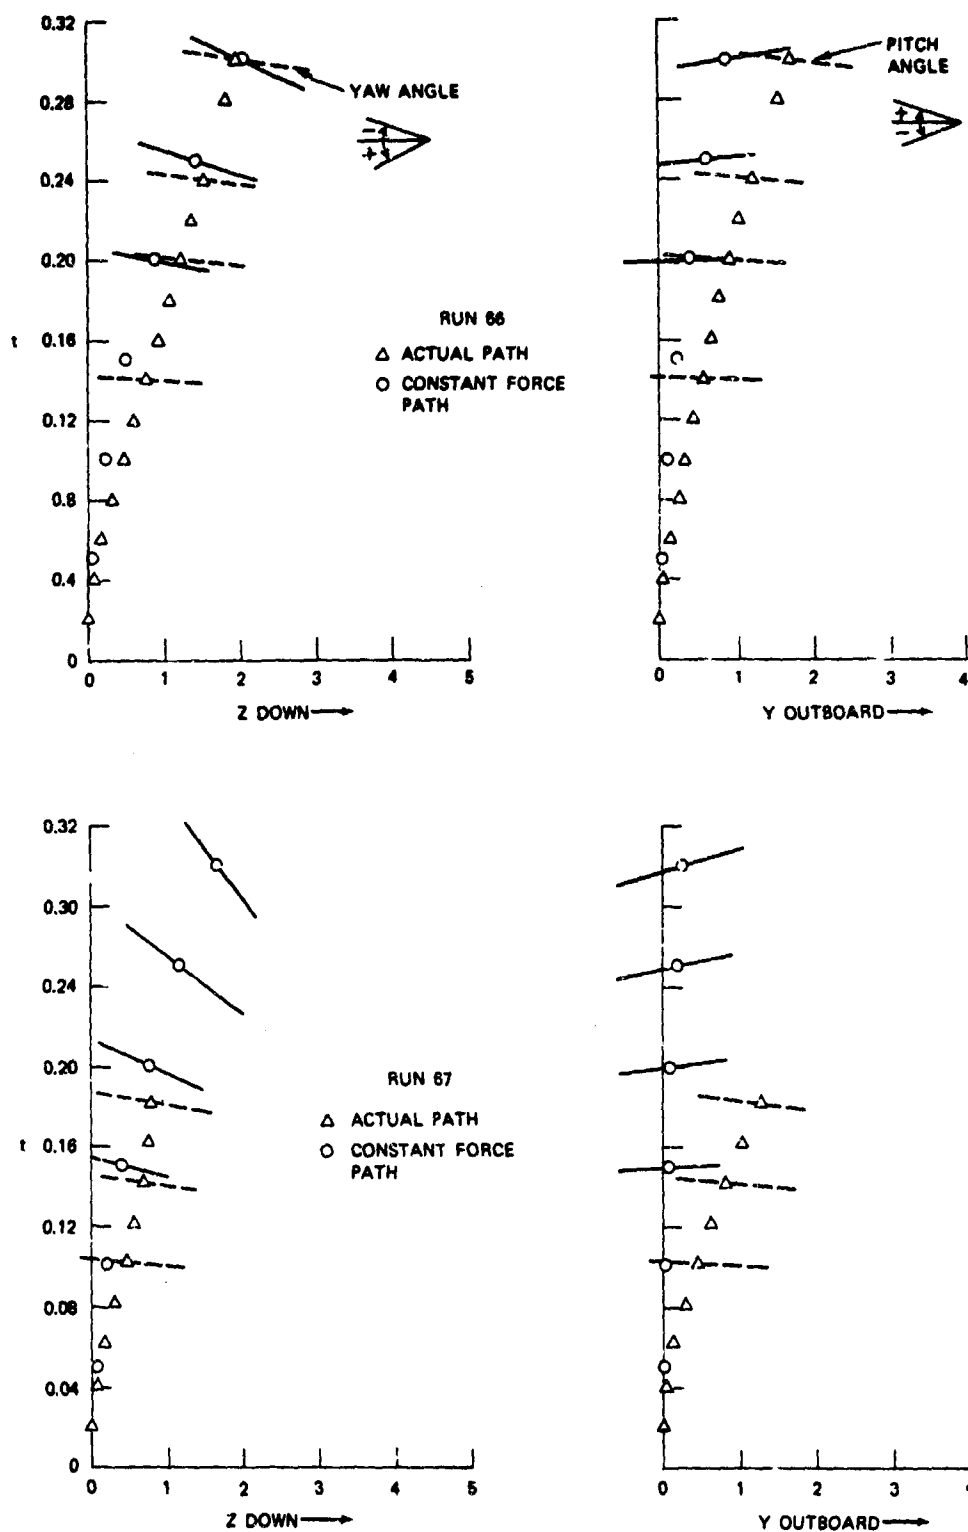 0.32
0.28
0.24
0.20
0.16
t
0.12
0.8
0.4
0
0 1 2 3 4 5
Z DOWN
YAW ANGLE
-
+
RUN 66
△ ACTUAL PATH
○ CONSTANT FORCE
PATH
PITCH
ANGLE
+
-
0 1 2 3 4
Y OUTBOARD
0.32
0.30
0.24
0.20
0.16
t
0.12
0.08
0.04
0
0 1 2 3 4 5
Z DOWN
RUN 67
△ ACTUAL PATH
○ CONSTANT FORCE
PATH
0 1 2 3
Y OUTBOARD